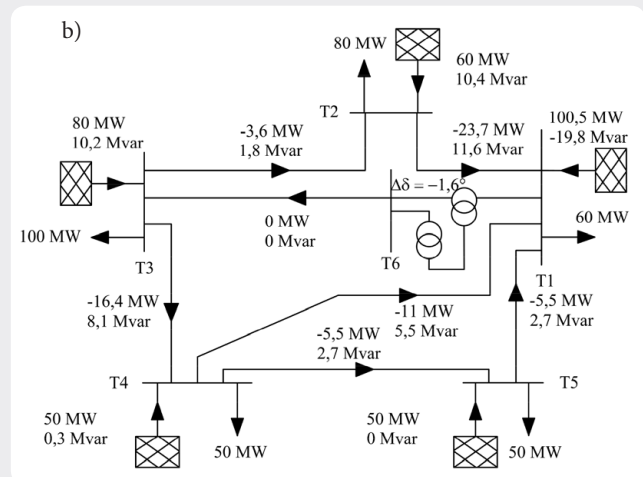 b)
80 MW
60 MW
10,4 Mvar
T2
80 MW
10,2 Mvar
-3,6 MW
1,8 Mvar
-23,7 MW
11,6 Mvar
100,5 MW
-19,8 Mvar
Δδ = −1,6°
0 MW
0 Mvar
60 MW
100 MW
T3
T6
T1
-16,4 MW
8,1 Mvar
-11 MW
5,5 Mvar
-5,5 MW
2,7 Mvar
-5,5 MW
2,7 Mvar
T4
T5
50 MW
0,3 Mvar
50 MW
50 MW
0 Mvar
50 MW